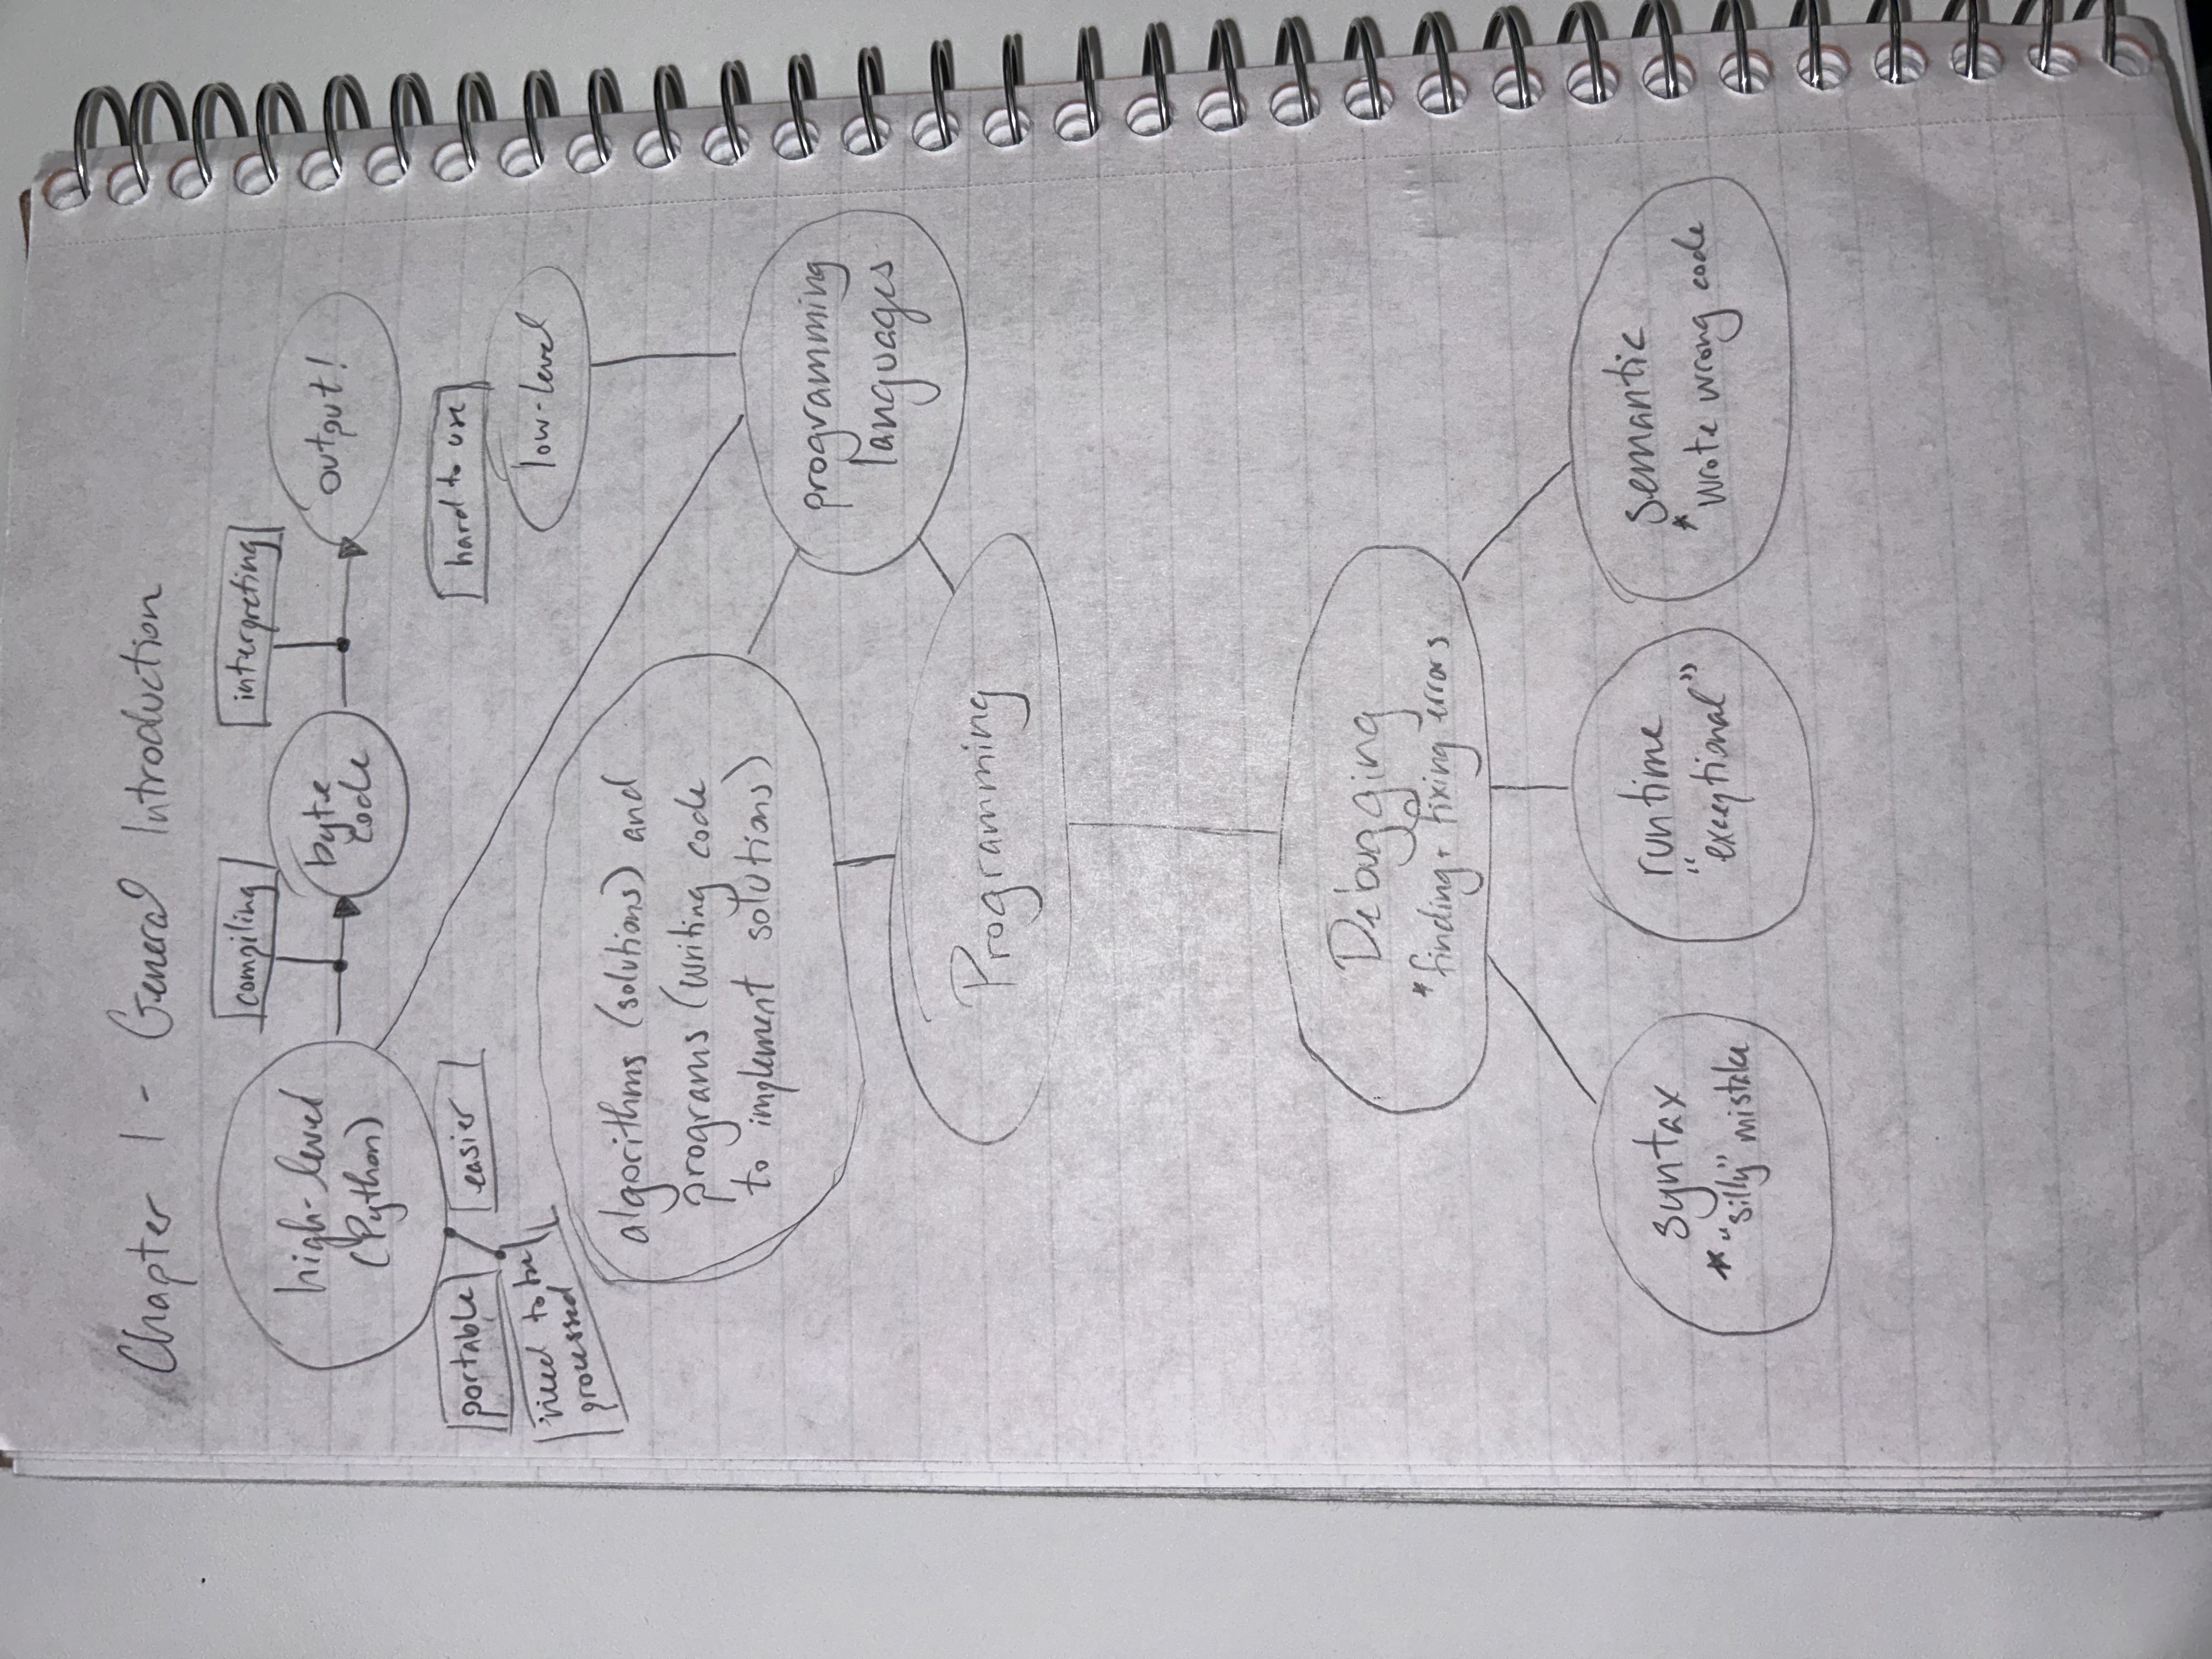 Chapter 1 - General Introduction
compiling
interpreting
high-level
(Python)
byte
code
output!
portable
easier
need to be
processed
hard to use
low-level
algorithms (solutions) and
programs (writing code
to implement solutions)
programming
languages
Programming
Debugging
*finding + fixing errors
syntax
* "silly" mistake
runtime
"exceptional"
semantic
* wrote wrong code